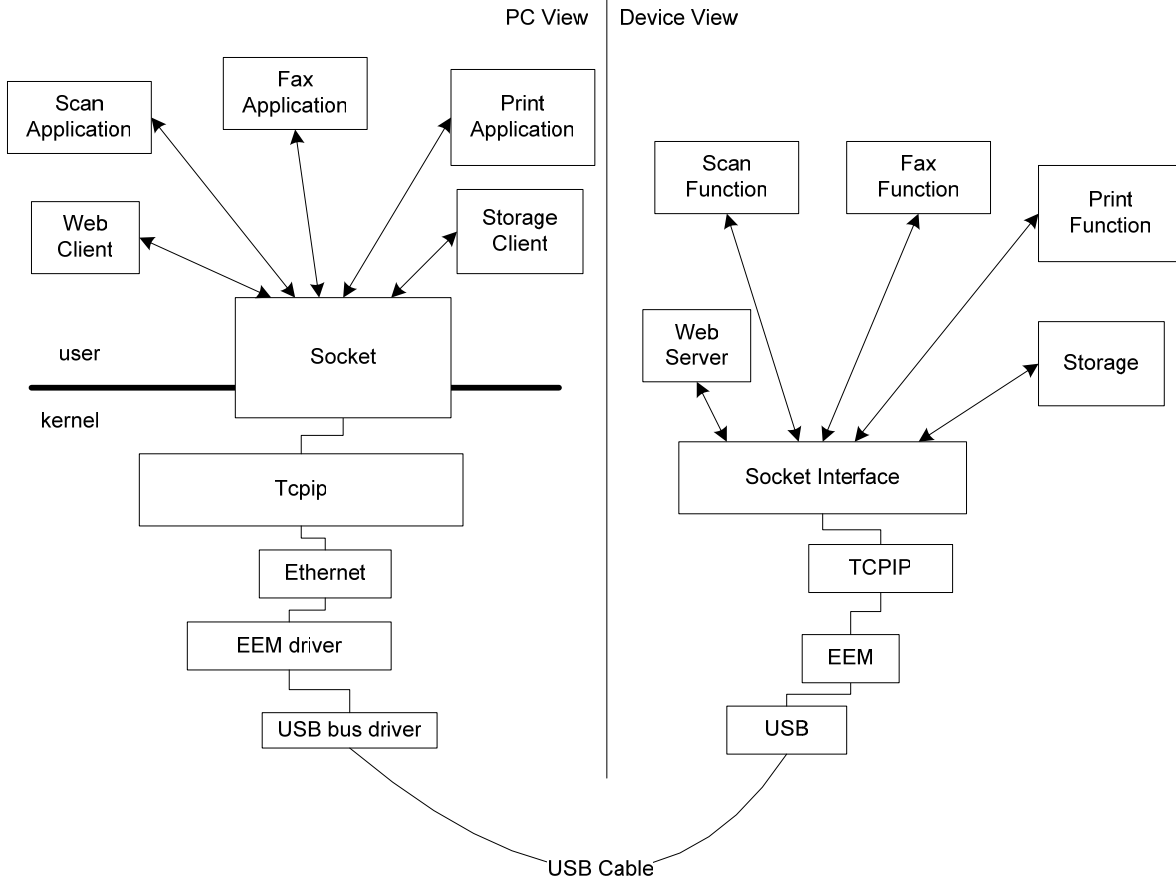 PC View
Device View
Scan
Application
Fax
Application
Print
Application
Web
Client
Storage
Client
Socket
user
kernel
Tcpip
Ethernet
EEM driver
USB bus driver
Scan
Function
Fax
Function
Print
Function
Web
Server
Storage
Socket Interface
TCPIP
EEM
USB
USB Cable